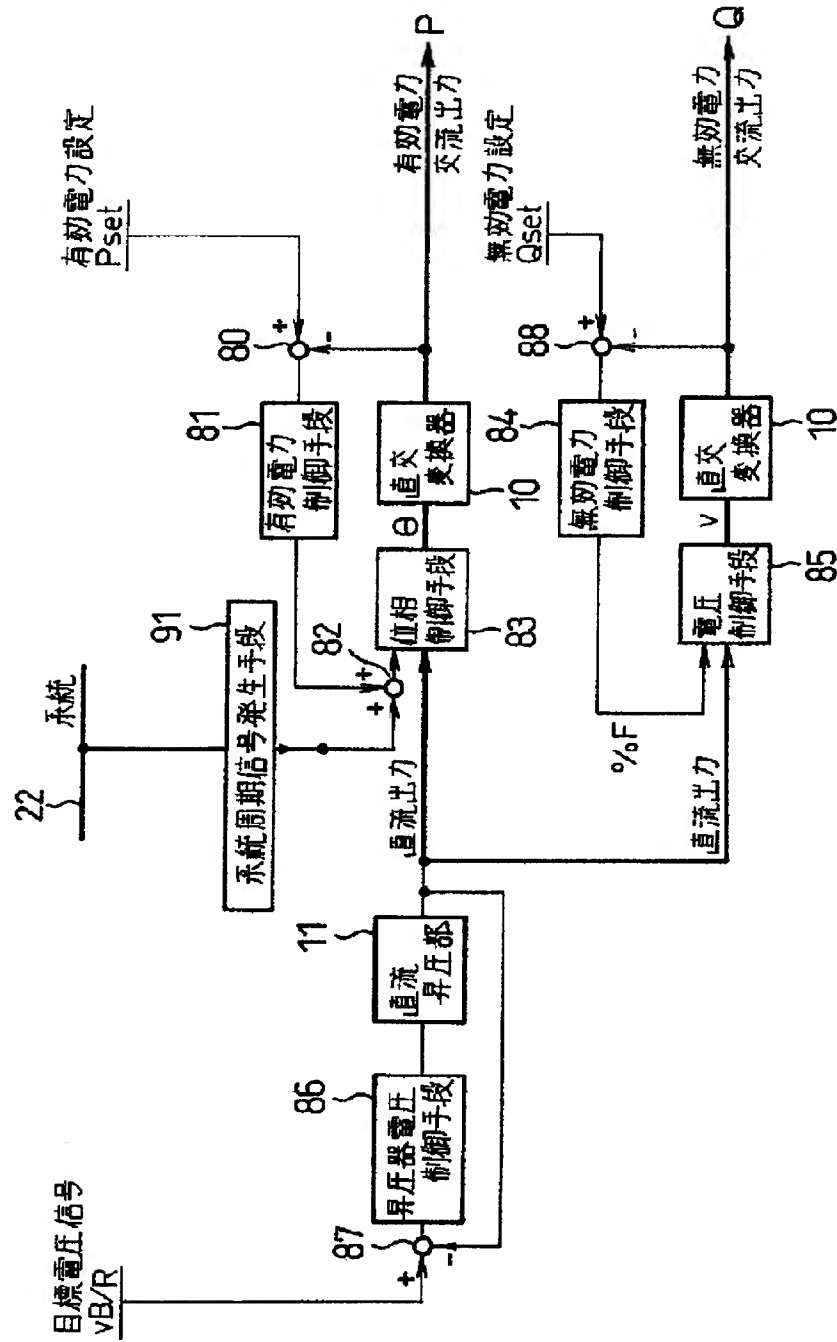 目標電圧信号
vB/R
87
+
-
昇圧器電圧
制御手段
86
直流
昇圧部
11
22
系統
系統周期信号発生手段
91
直流出力
+
+
82
位相
制御手段
83
θ
直交
変換器
10
有効電力
制御手段
81
80
+
-
有効電力設定
Pset
有効電力
交流出力
P
直流出力
%F
電圧
制御手段
85
v
直交
変換器
10
無効電力
制御手段
84
88
+
-
無効電力設定
Qset
無効電力
交流出力
Q